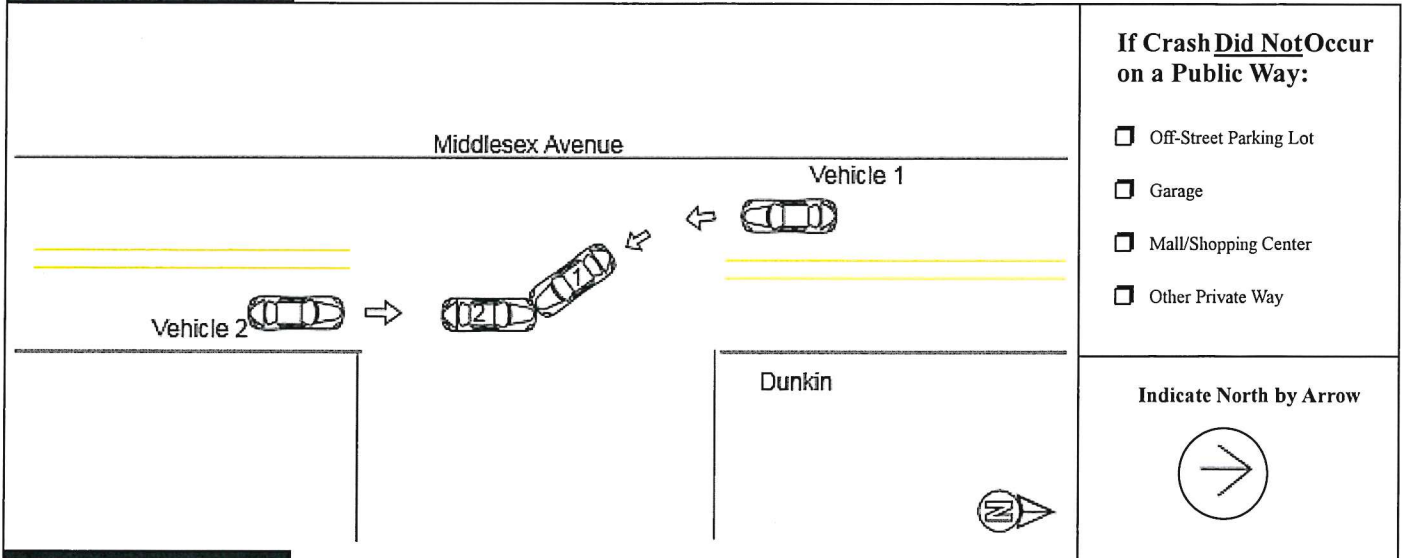 Middlesex Avenue
Vehicle 1
1
2
Vehicle 2
Dunkin
N
If Crash Did Not Occur
on a Public Way:
Off-Street Parking Lot
Garage
Mall/Shopping Center
Other Private Way
Indicate North by Arrow